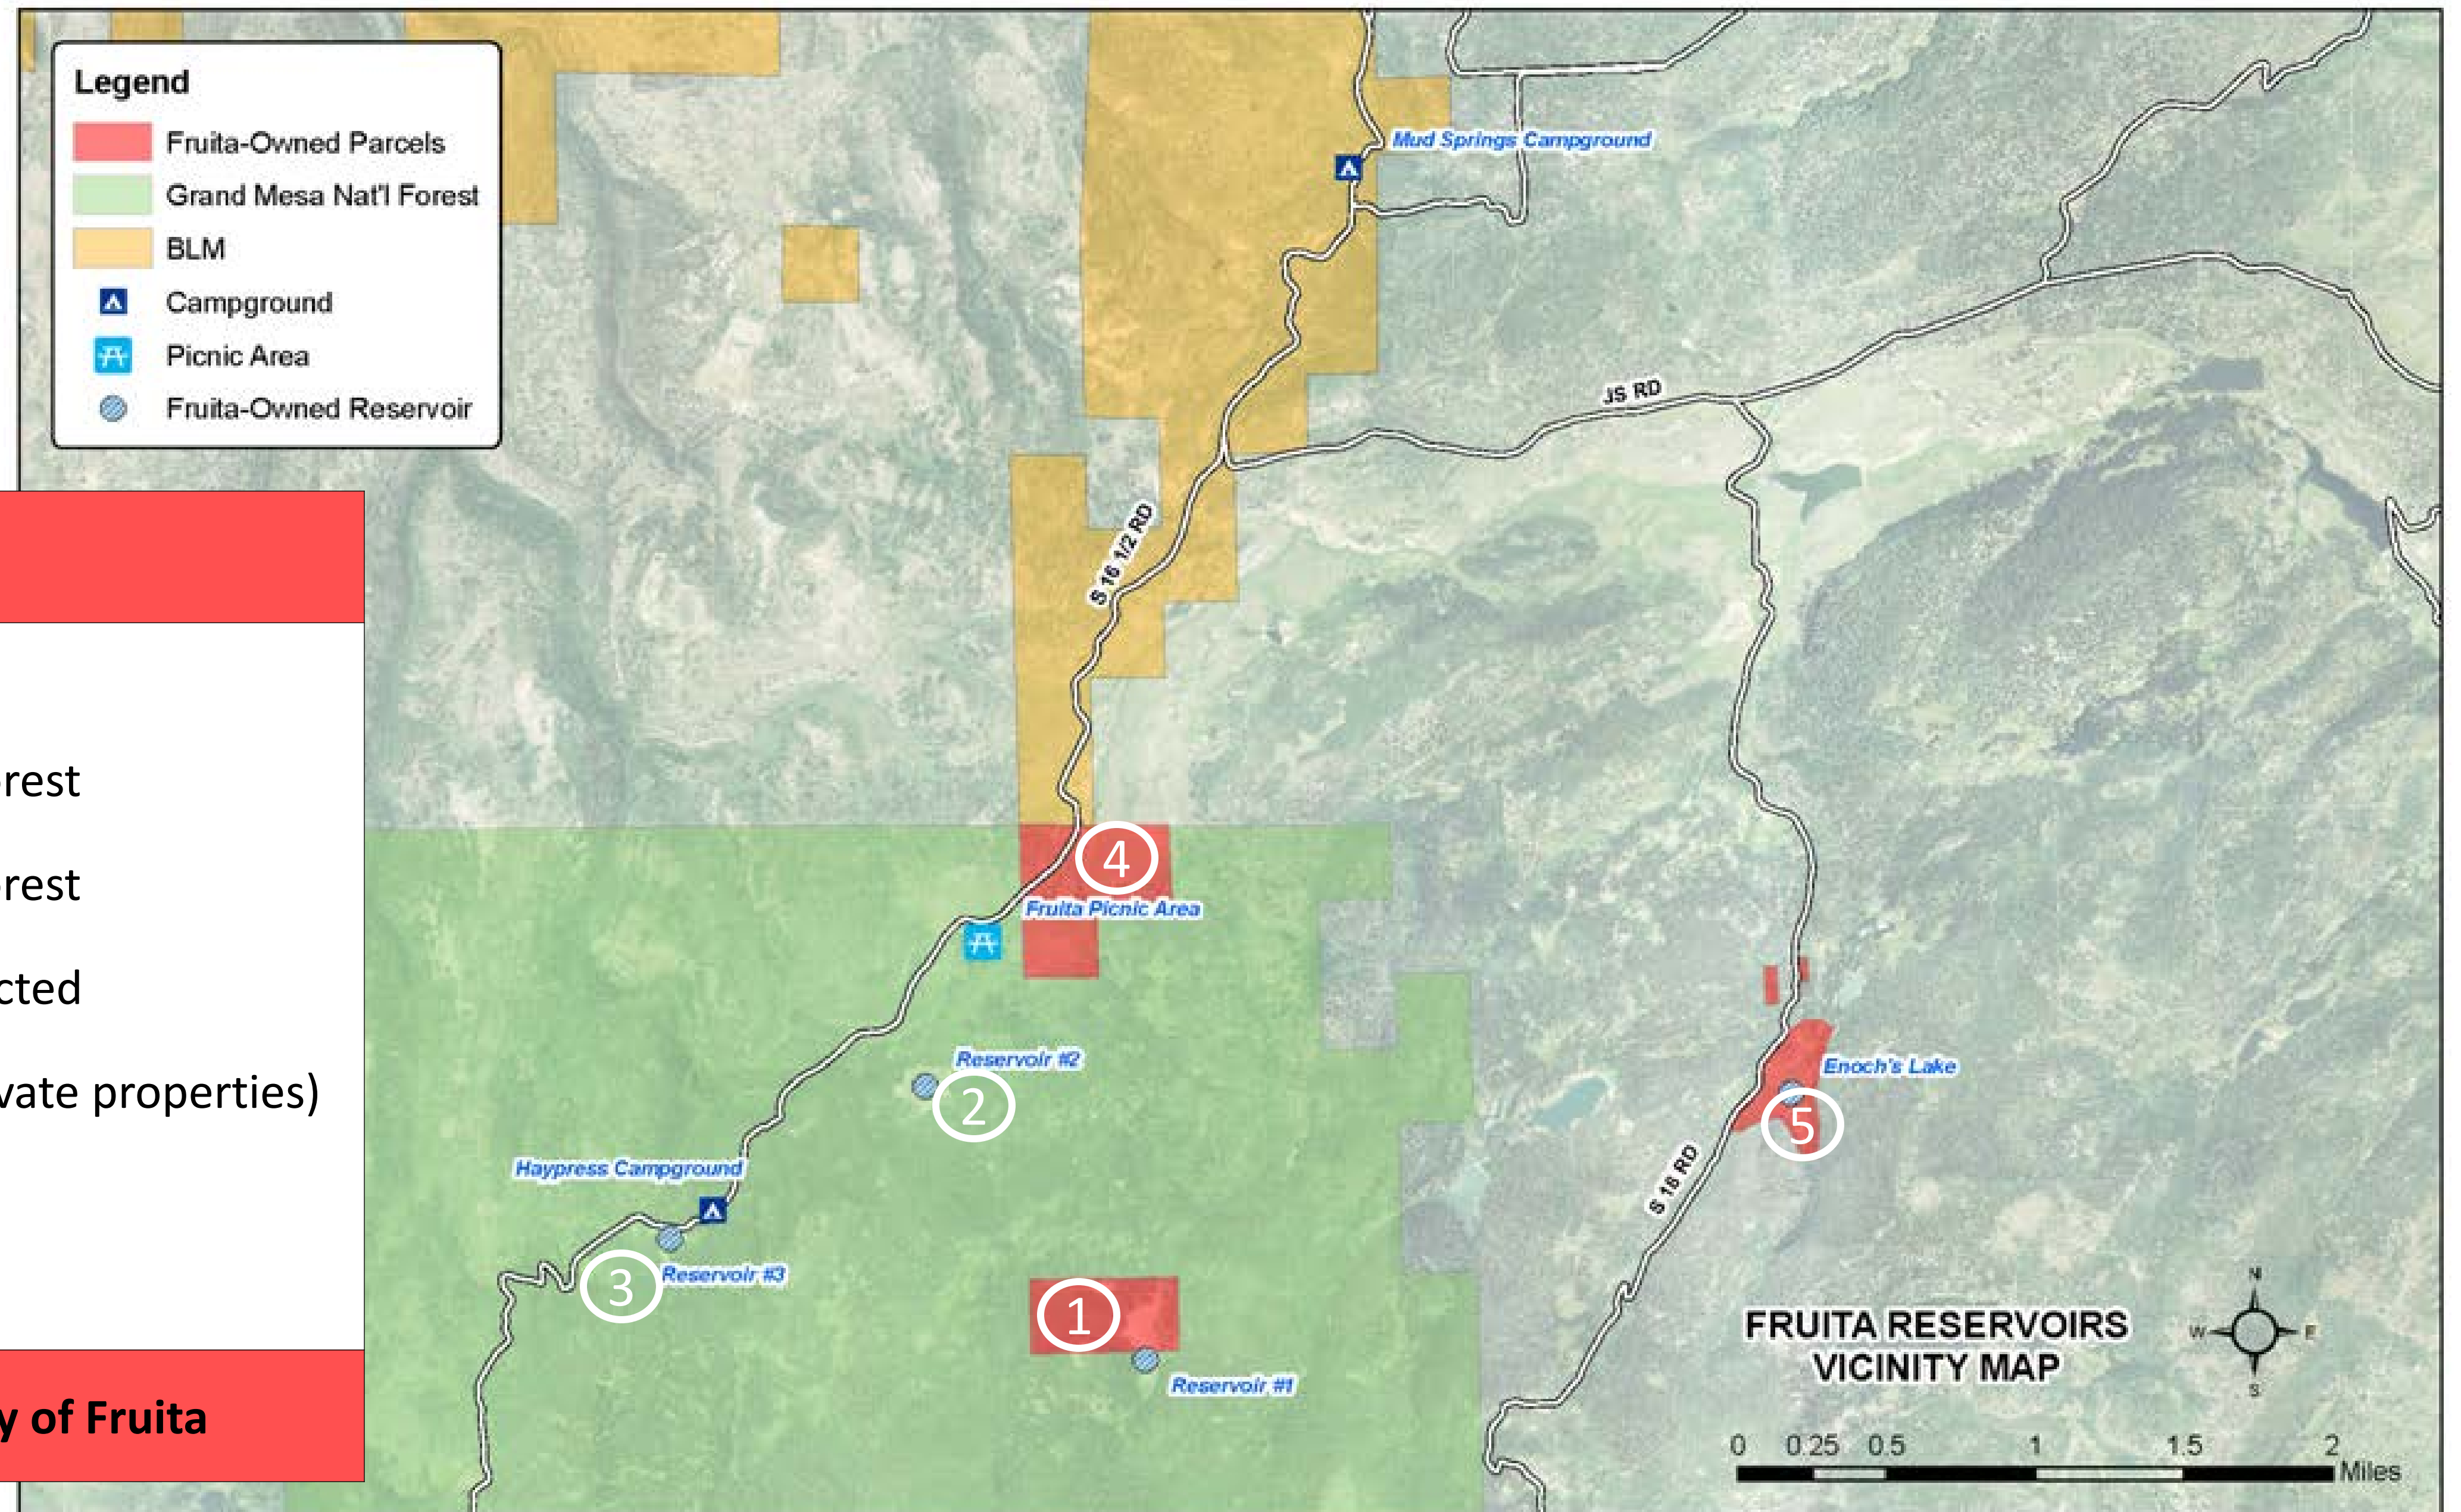 Legend
Fruita-Owned Parcels
Grand Mesa Nat'l Forest
BLM
Campground
Picnic Area
Fruita-Owned Reservoir
Mud Springs Campground
JS RD
S 16 1/2 RD
rest
rest
cted
vate properties)
y of Fruita
4
Fruita Picnic Area
Reservoir #2
2
Enoch's Lake
5
Haypress Campground
S 18 RD
3
Reservoir #3
1
Reservoir #1
FRUITA RESERVOIRS
VICINITY MAP
N
W E
S
0 0.25 0.5 1 1.5 2
Miles